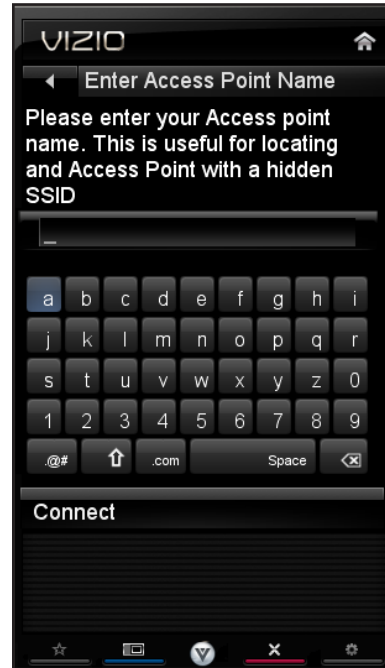 VIZIO
Enter Access Point Name
Please enter your Access point
name. This is useful for locating
and Access Point with a hidden
SSID
_
a b c d e f g h i
j k l m n o p q r
s t u v w x y z 0
1 2 3 4 5 6 7 8 9
.@# .com Space
Connect
V